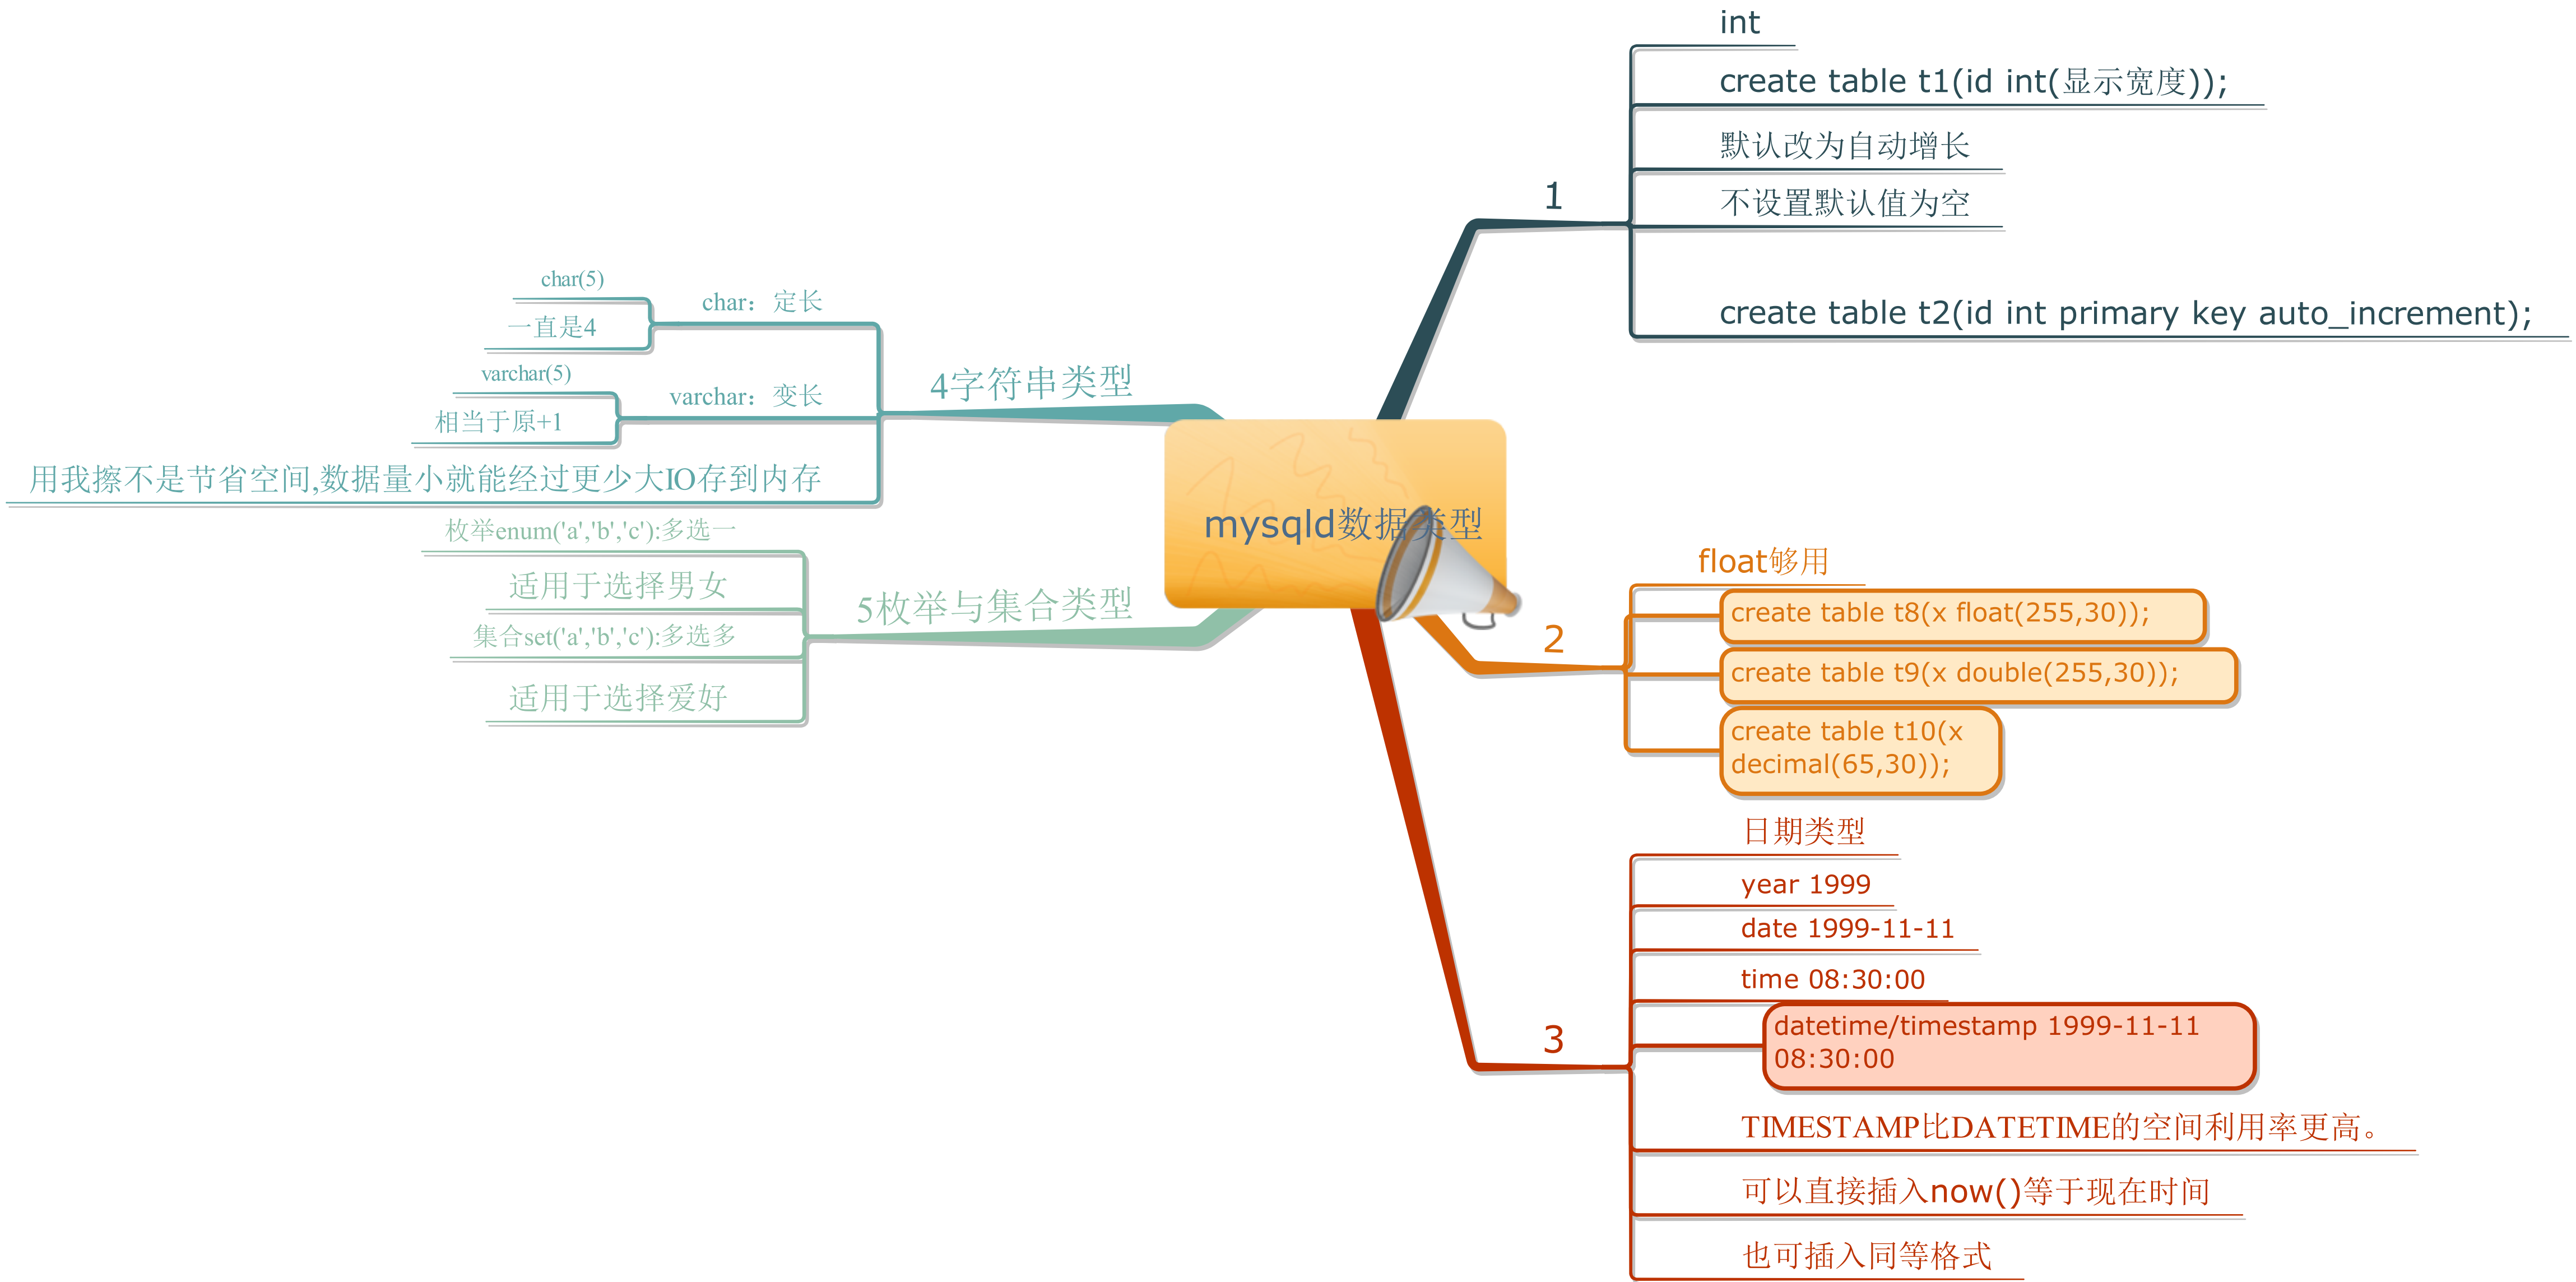 mysqld数据类型
1
int
create table t1(id int(显示宽度));
默认改为自动增长
不设置默认值为空
create table t2(id int primary key auto_increment);
2
float够用
create table t8(x float(255,30));
create table t9(x double(255,30));
create table t10(x
decimal(65,30));
3
日期类型
year 1999
date 1999-11-11
time 08:30:00
datetime/timestamp 1999-11-11
08:30:00
TIMESTAMP比DATETIME的空间利用率更高。
可以直接插入now()等于现在时间
也可插入同等格式
4字符串类型
char：定长
char(5)
一直是4
varchar：变长
varchar(5)
相当于原+1
用我擦不是节省空间,数据量小就能经过更少大IO存到内存
5枚举与集合类型
枚举enum('a','b','c'):多选一
适用于选择男女
集合set('a','b','c'):多选多
适用于选择爱好